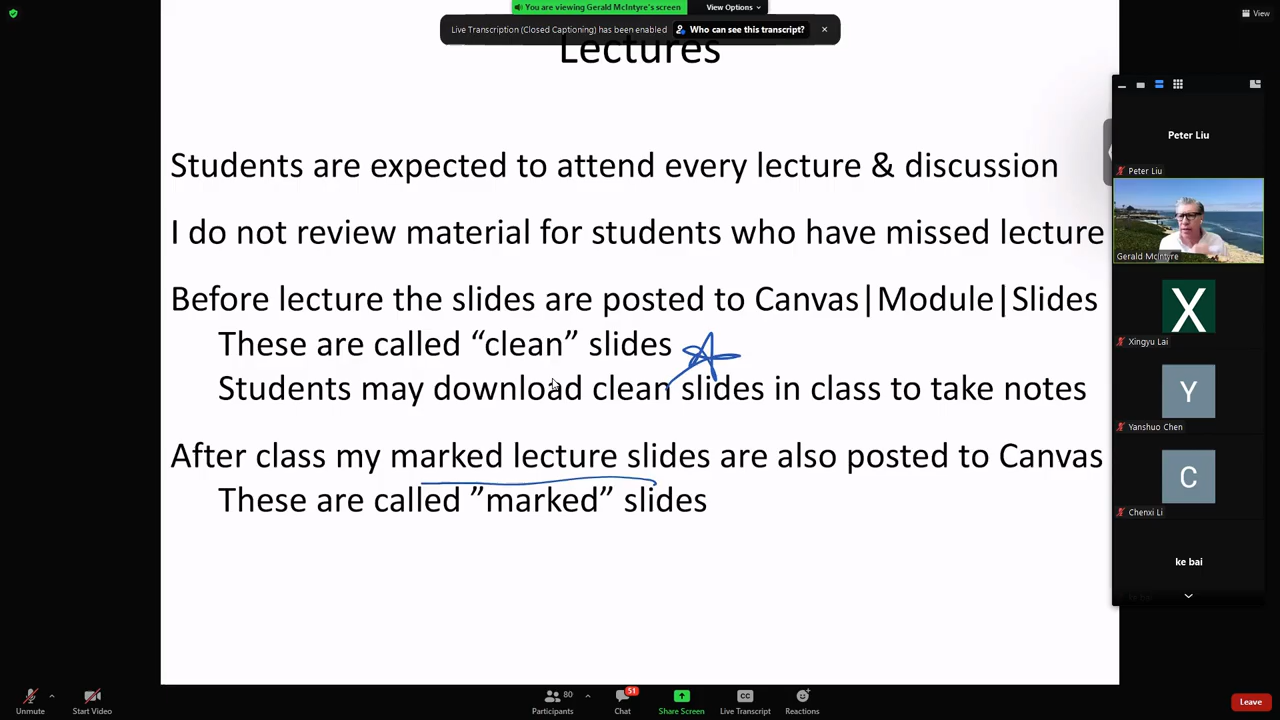 You are viewing Gerald McIntyre's screen
View Options
View
Live Transcription (Closed Captioning) has been enabled
Who can see this transcript?
Lectures
Students are expected to attend every lecture & discussion
I do not review material for students who have missed lecture
Before lecture the slides are posted to Canvas|Module|Slides
These are called “clean” slides
Students may download clean slides in class to take notes
After class my marked lecture slides are also posted to Canvas
These are called ”marked” slides
Peter Liu
Peter Liu
Gerald McIntyre
X
Xingyu Lai
Y
Yanshuo Chen
C
Chenxi Li
ke bai
Unmute
Start Video
Participants
80
Chat
51
Share Screen
CC
Live Transcript
Reactions
Leave